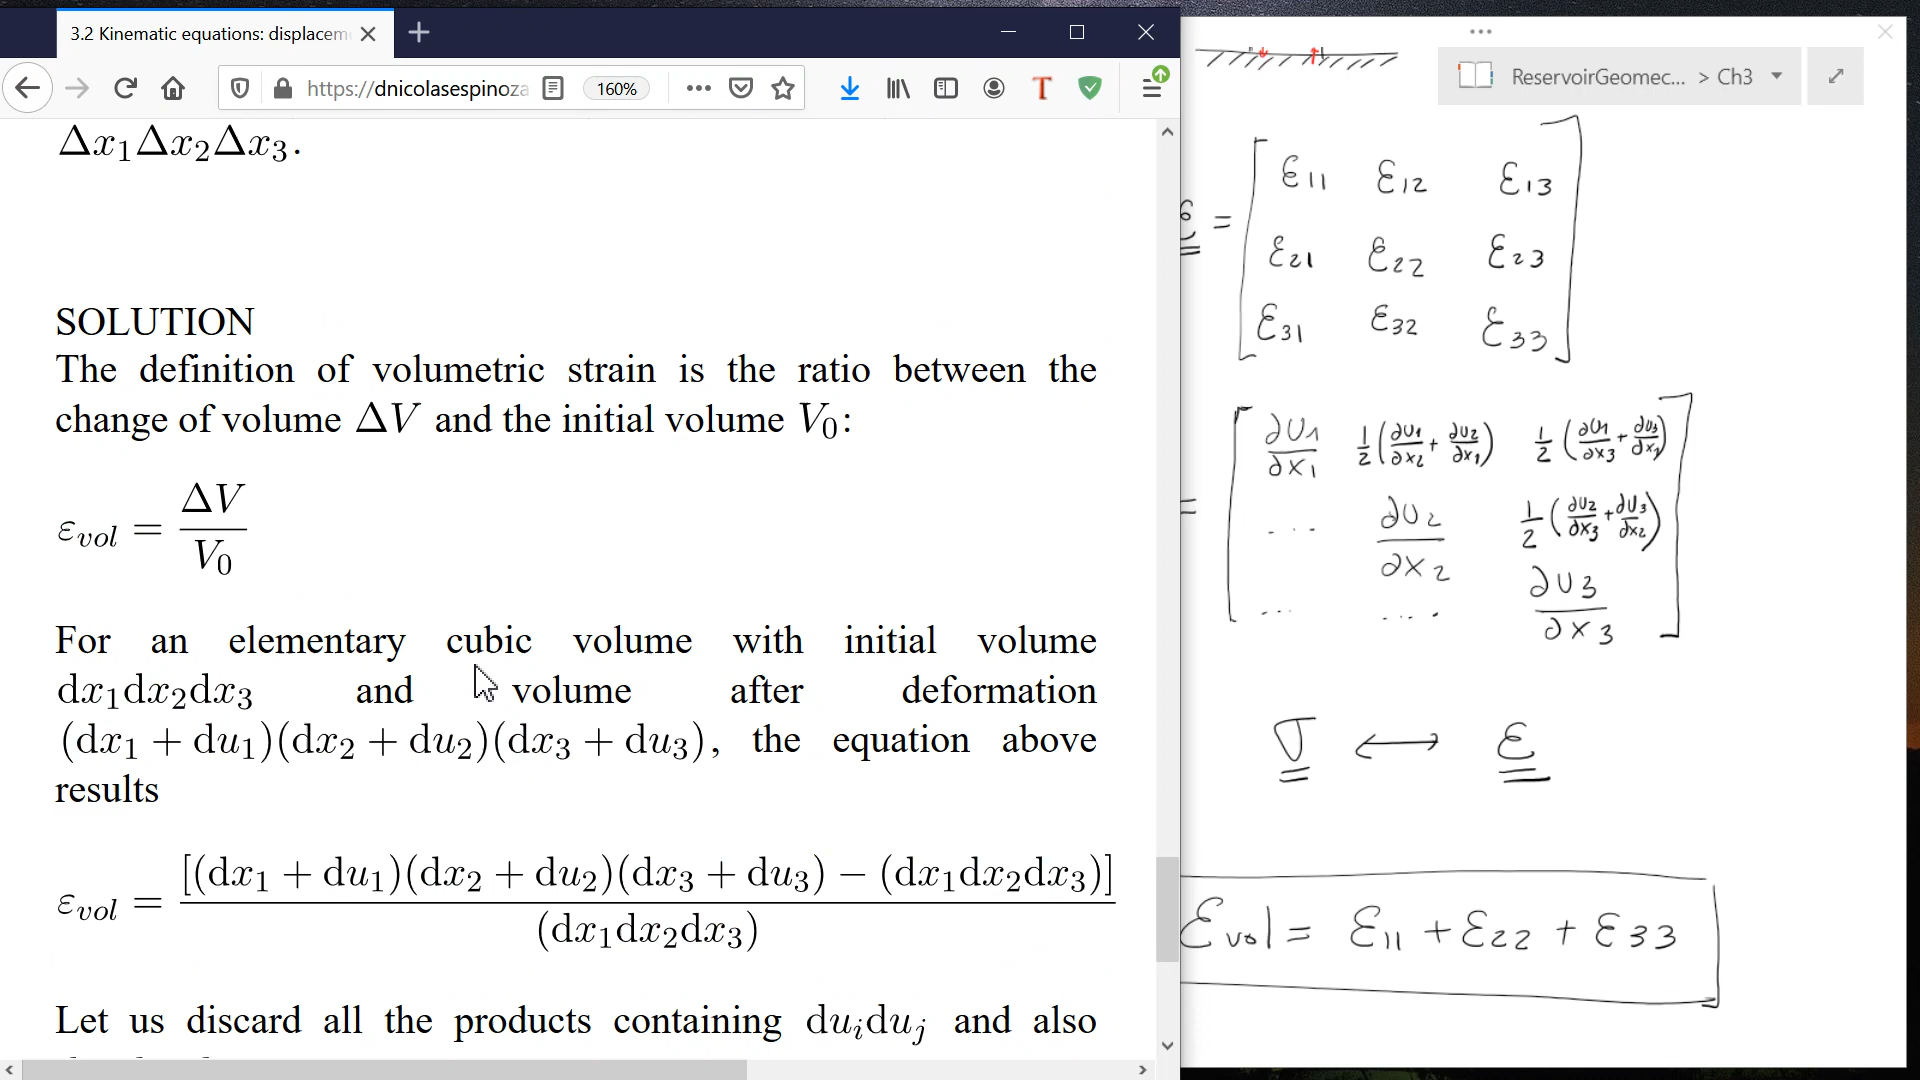 3.2 Kinematic equations: displacem
https://dnicolasespinoza
160%
Δx₁Δx₂Δx₃.
SOLUTION
The definition of volumetric strain is the ratio between the
change of volume ΔV and the initial volume V₀:
ε_vol = ΔV / V₀
For an elementary cubic volume with initial volume
dx₁dx₂dx₃ and volume after deformation
(dx₁ + du₁)(dx₂ + du₂)(dx₃ + du₃), the equation above
results
ε_vol = [(dx₁ + du₁)(dx₂ + du₂)(dx₃ + du₃) − (dx₁dx₂dx₃)] / (dx₁dx₂dx₃)
Let us discard all the products containing du_idu_j and also
ReservoirGeomec... > Ch3
ε = [ ε₁₁ ε₁₂ ε₁₃
ε₂₁ ε₂₂ ε₂₃
ε₃₁ ε₃₂ ε₃₃ ]
= [ ∂u₁/∂x₁ 1/2(∂u₁/∂x₂ + ∂u₂/∂x₁) 1/2(∂u₁/∂x₃ + ∂u₃/∂x₁)
... ∂u₂/∂x₂ 1/2(∂u₂/∂x₃ + ∂u₃/∂x₂)
... .... ∂u₃/∂x₃ ]
σ ↔ ε
ε_vol = ε₁₁ + ε₂₂ + ε₃₃